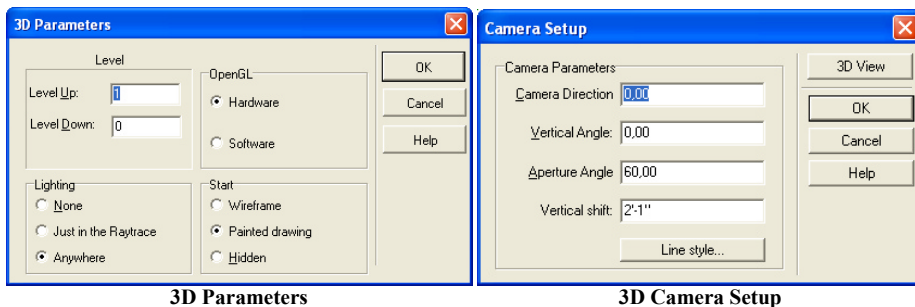 3D Parameters
Level
Level Up: 1
Level Down: 0
OpenGL
Hardware
Software
OK
Cancel
Help
Lighting
None
Just in the Raytrace
Anywhere
Start
Wireframe
Painted drawing
Hidden
3D Parameters
Camera Setup
Camera Parameters
Camera Direction 0,00
Vertical Angle: 0,00
Aperture Angle 60,00
Vertical shift: 2'-1"
Line style...
3D View
OK
Cancel
Help
3D Camera Setup